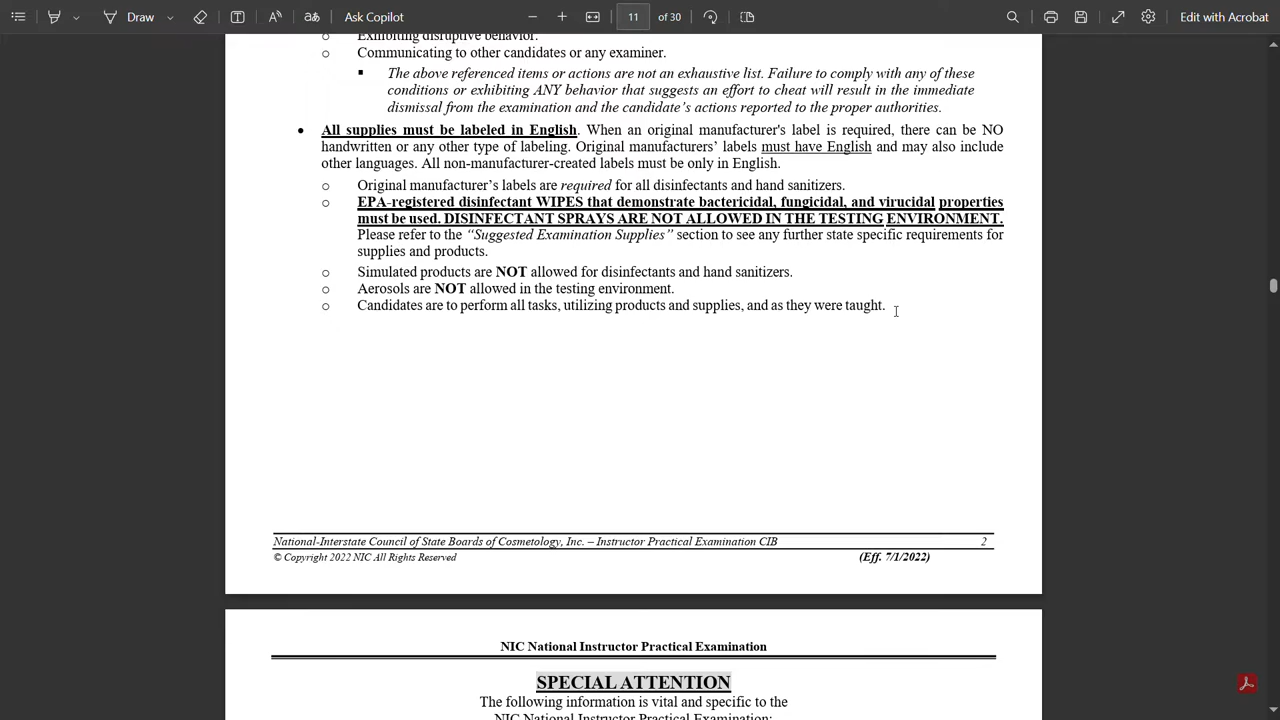 Draw
Ask Copilot
11 of 30
Edit with Acrobat
o Exhibiting disruptive behavior.
o Communicating to other candidates or any examiner.
▪ The above referenced items or actions are not an exhaustive list. Failure to comply with any of these
conditions or exhibiting ANY behavior that suggests an effort to cheat will result in the immediate
dismissal from the examination and the candidate's actions reported to the proper authorities.
• All supplies must be labeled in English. When an original manufacturer's label is required, there can be NO
handwritten or any other type of labeling. Original manufacturers' labels must have English and may also include
other languages. All non-manufacturer-created labels must be only in English.
o Original manufacturer's labels are required for all disinfectants and hand sanitizers.
o EPA-registered disinfectant WIPES that demonstrate bactericidal, fungicidal, and virucidal properties
must be used. DISINFECTANT SPRAYS ARE NOT ALLOWED IN THE TESTING ENVIRONMENT.
Please refer to the "Suggested Examination Supplies" section to see any further state specific requirements for
supplies and products.
o Simulated products are NOT allowed for disinfectants and hand sanitizers.
o Aerosols are NOT allowed in the testing environment.
o Candidates are to perform all tasks, utilizing products and supplies, and as they were taught.
National-Interstate Council of State Boards of Cosmetology, Inc. – Instructor Practical Examination CIB 2
© Copyright 2022 NIC All Rights Reserved (Eff. 7/1/2022)
NIC National Instructor Practical Examination
SPECIAL ATTENTION
The following information is vital and specific to the
NIC National Instructor Practical Examination: